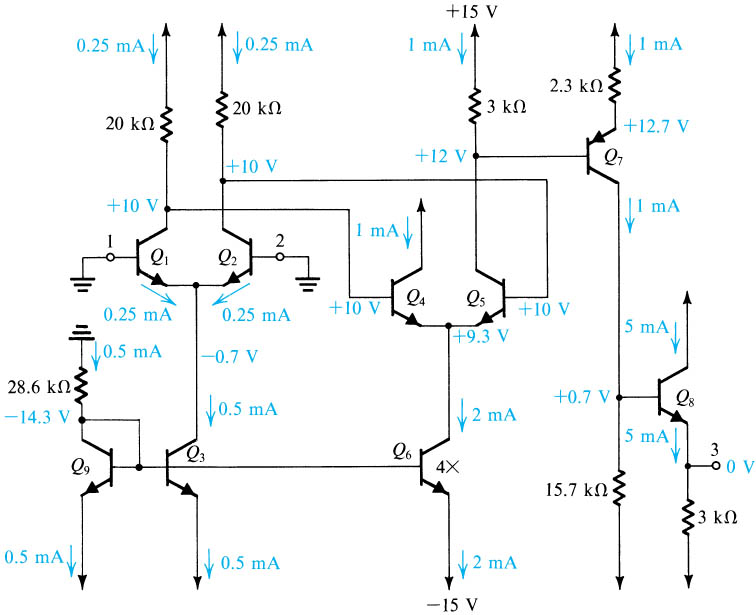 +15 V
0.25 mA
0.25 mA
1 mA
1 mA
2.3 kΩ
20 kΩ
20 kΩ
3 kΩ
+12.7 V
+12 V
Q7
+10 V
+10 V
1 mA
1 mA
1
Q1
Q2
2
+10 V
Q4
Q5
+10 V
0.25 mA
0.25 mA
5 mA
+9.3 V
0.5 mA
−0.7 V
28.6 kΩ
−14.3 V
0.5 mA
2 mA
+0.7 V
Q8
5 mA
3
0 V
Q9
Q3
Q6
4×
15.7 kΩ
3 kΩ
0.5 mA
0.5 mA
2 mA
−15 V